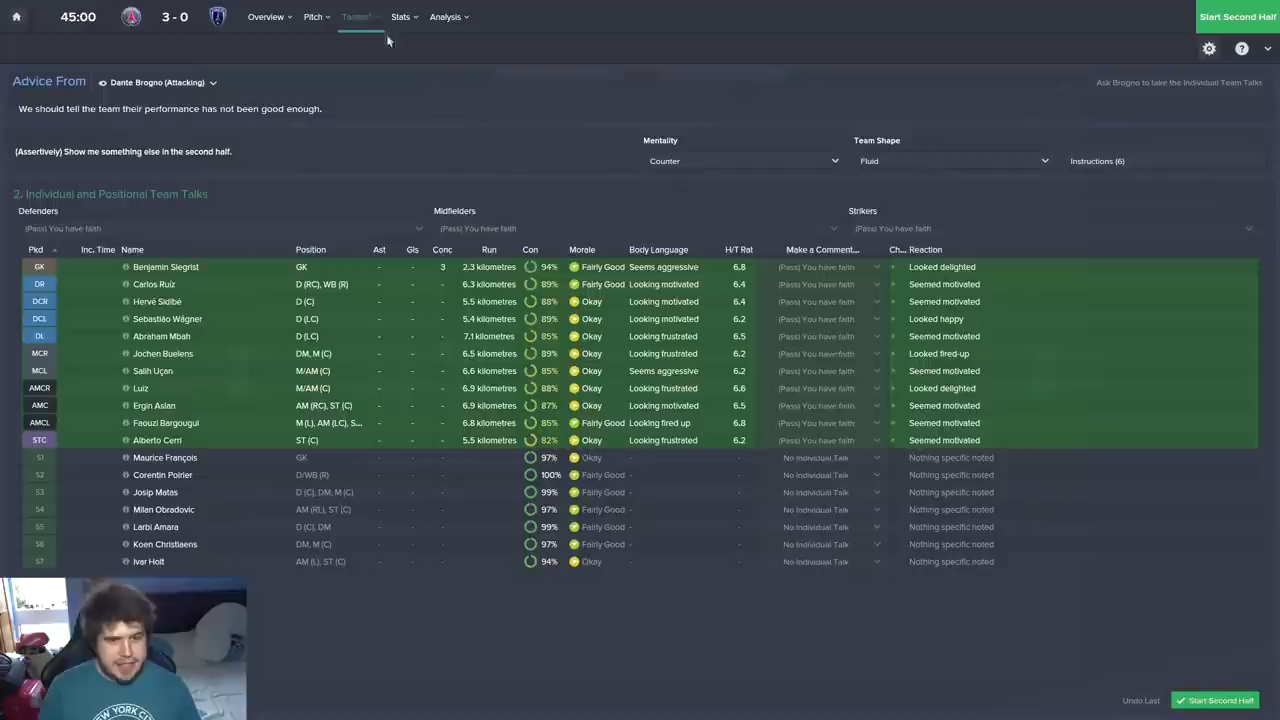 45:00 3 - 0 Overview Pitch Tactics Stats Analysis Start Second Half
Advice From Dante Brogno (Attacking) Ask Brogno to take the Individual Team Talks
We should tell the team their performance has not been good enough.
Mentality Team Shape
(Assertively) Show me something else in the second half.
Counter Fluid Instructions (6)
2. Individual and Positional Team Talks
Defenders Midfielders Strikers
(Pass) You have faith (Pass) You have faith (Pass) You have faith
Pkd Inc. Time Name Position Ast Gls Conc Run Con Morale Body Language H/T Rat Make a Comment... Ch... Reaction
GK Benjamin Siegrist GK - - 3 2.3 kilometres 94% Fairly Good Seems aggressive 6.8 (Pass) You have faith Looked delighted
DR Carlos Ruíz D (RC), WB (R) - - - 6.3 kilometres 89% Fairly Good Looking motivated 6.4 (Pass) You have faith Seemed motivated
DCR Hervé Sidibé D (C) - - - 5.5 kilometres 88% Okay Looking motivated 6.4 (Pass) You have faith Seemed motivated
DCL Sebastião Wágner D (LC) - - - 5.4 kilometres 89% Okay Looking motivated 6.2 (Pass) You have faith Looked happy
DL Abraham Mbah D (LC) - - - 7.1 kilometres 85% Okay Looking frustrated 6.5 (Pass) You have faith Seemed motivated
MCR Jochen Buelens DM, M (C) - - - 6.5 kilometres 89% Okay Looking frustrated 6.2 (Pass) You have faith Looked fired-up
MCL Salih Uçan M/AM (C) - - - 6.6 kilometres 85% Okay Seems aggressive 6.2 (Pass) You have faith Seemed motivated
AMCR Luiz M/AM (C) - - - 6.9 kilometres 88% Okay Looking frustrated 6.6 (Pass) You have faith Looked delighted
AMC Ergin Aslan AM (RC), ST (C) - - - 6.9 kilometres 87% Okay Looking motivated 6.5 (Pass) You have faith Seemed motivated
AMCL Faouzi Bargougui M (L), AM (LC), S... - - - 6.8 kilometres 85% Fairly Good Looking fired up 6.8 (Pass) You have faith Seemed motivated
STC Alberto Cerri ST (C) - - - 5.5 kilometres 82% Okay Looking frustrated 6.2 (Pass) You have faith Seemed motivated
S1 Maurice François GK - - - 97% Okay - - No Individual Talk Nothing specific noted
S2 Corentin Poirier D/WB (R) - - - 100% Fairly Good - - No Individual Talk Nothing specific noted
S3 Josip Matas D (C), DM, M (C) - - - 99% Fairly Good - - No Individual Talk Nothing specific noted
S4 Milan Obradovic AM (RL), ST (C) - - - 97% Fairly Good - - No Individual Talk Nothing specific noted
S5 Larbi Amara D (C), DM - - - 99% Fairly Good - - No Individual Talk Nothing specific noted
S6 Koen Christiaens DM, M (C) - - - 97% Fairly Good - - No Individual Talk Nothing specific noted
S7 Ivar Holt AM (L), ST (C) - - - 94% Okay - - No Individual Talk Nothing specific noted
Undo Last Start Second Half
NEW YORK CITY